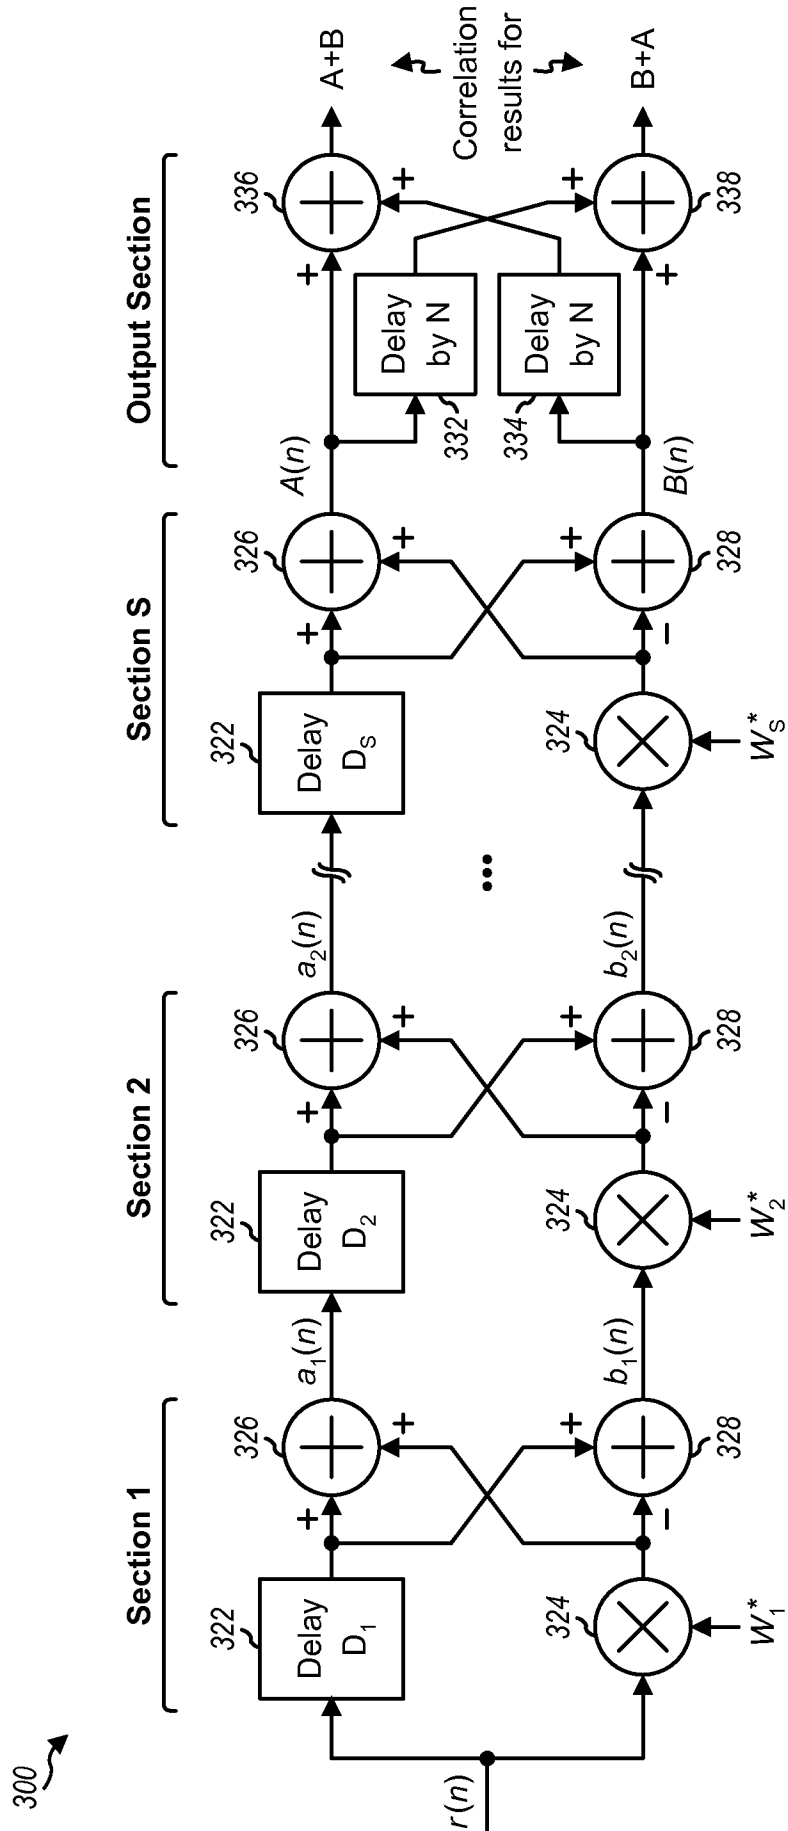 300
Section 1
Section 2
Section S
Output Section
322
326
322
326
322
326
336
Delay
D₁
a₁(n)
Delay
D₂
a₂(n)
Delay
D_S
A(n)
A+B
+
+
+
+
+
+
+
+
r(n)
...
Delay
by N
332
Delay
by N
334
Correlation
results for
324
+
−
328
324
+
−
328
324
+
−
328
+
+
338
b₁(n)
b₂(n)
B(n)
B+A
W₁*
W₂*
W_S*